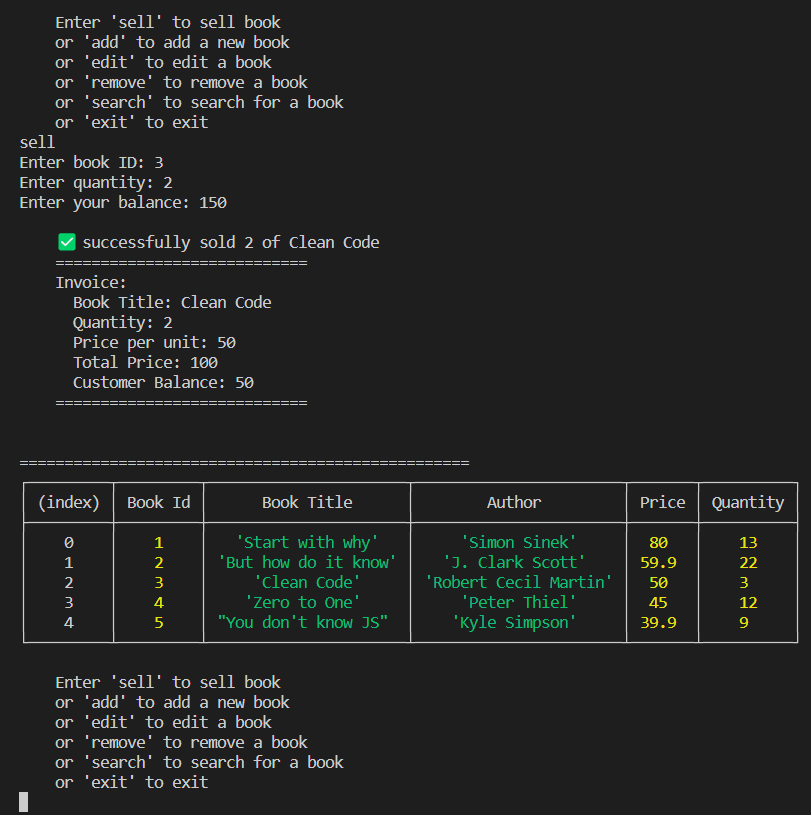 Enter 'sell' to sell book
or 'add' to add a new book
or 'edit' to edit a book
or 'remove' to remove a book
or 'search' to search for a book
or 'exit' to exit
sell
Enter book ID: 3
Enter quantity: 2
Enter your balance: 150
✅ successfully sold 2 of Clean Code
============================
Invoice:
Book Title: Clean Code
Quantity: 2
Price per unit: 50
Total Price: 100
Customer Balance: 50
============================
==================================================
(index) Book Id Book Title Author Price Quantity
0 1 'Start with why' 'Simon Sinek' 80 13
1 2 'But how do it know' 'J. Clark Scott' 59.9 22
2 3 'Clean Code' 'Robert Cecil Martin' 50 3
3 4 'Zero to One' 'Peter Thiel' 45 12
4 5 "You don't know JS" 'Kyle Simpson' 39.9 9
Enter 'sell' to sell book
or 'add' to add a new book
or 'edit' to edit a book
or 'remove' to remove a book
or 'search' to search for a book
or 'exit' to exit